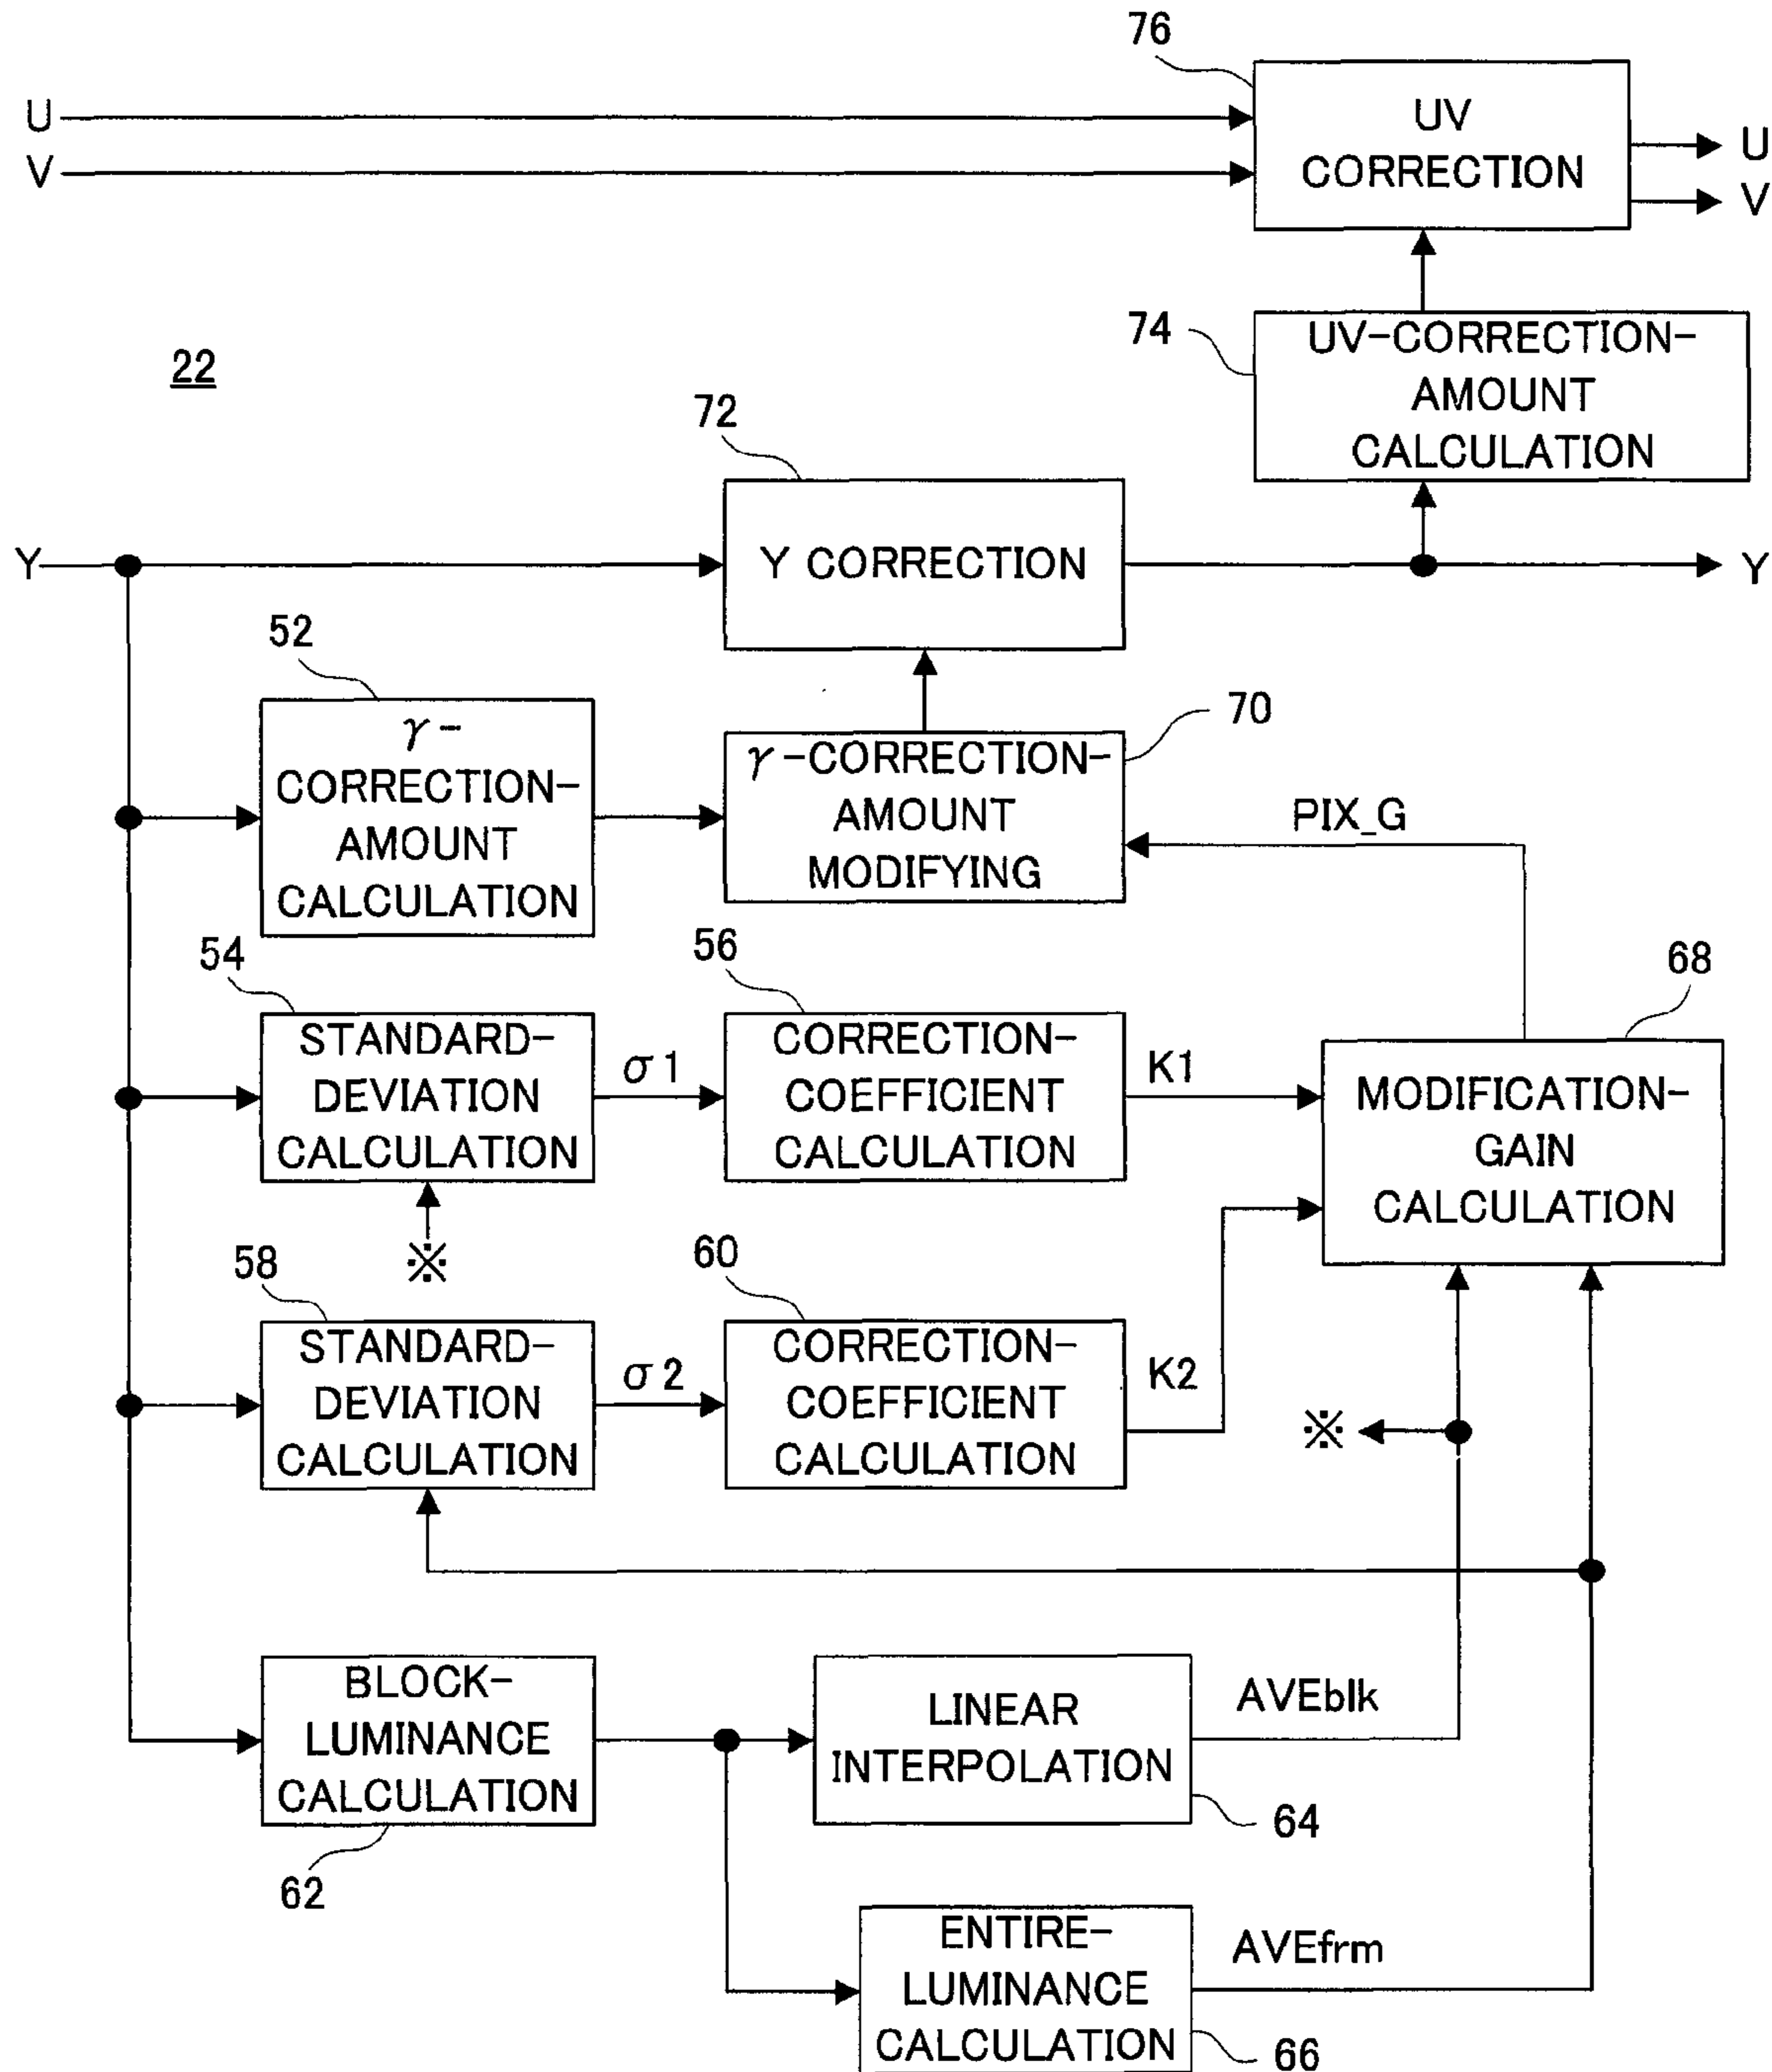 76
U
V
UV
CORRECTION
U
V
22
74
UV-CORRECTION-
AMOUNT
CALCULATION
72
Y
Y CORRECTION
Y
52
γ-
CORRECTION-
AMOUNT
CALCULATION
70
γ-CORRECTION-
AMOUNT
MODIFYING
PIX_G
54
STANDARD-
DEVIATION
CALCULATION
※
σ1
56
CORRECTION-
COEFFICIENT
CALCULATION
K1
68
MODIFICATION-
GAIN
CALCULATION
58
STANDARD-
DEVIATION
CALCULATION
σ2
60
CORRECTION-
COEFFICIENT
CALCULATION
K2
※
BLOCK-
LUMINANCE
CALCULATION
62
LINEAR
INTERPOLATION
64
AVEblk
ENTIRE-
LUMINANCE
CALCULATION
66
AVEfrm